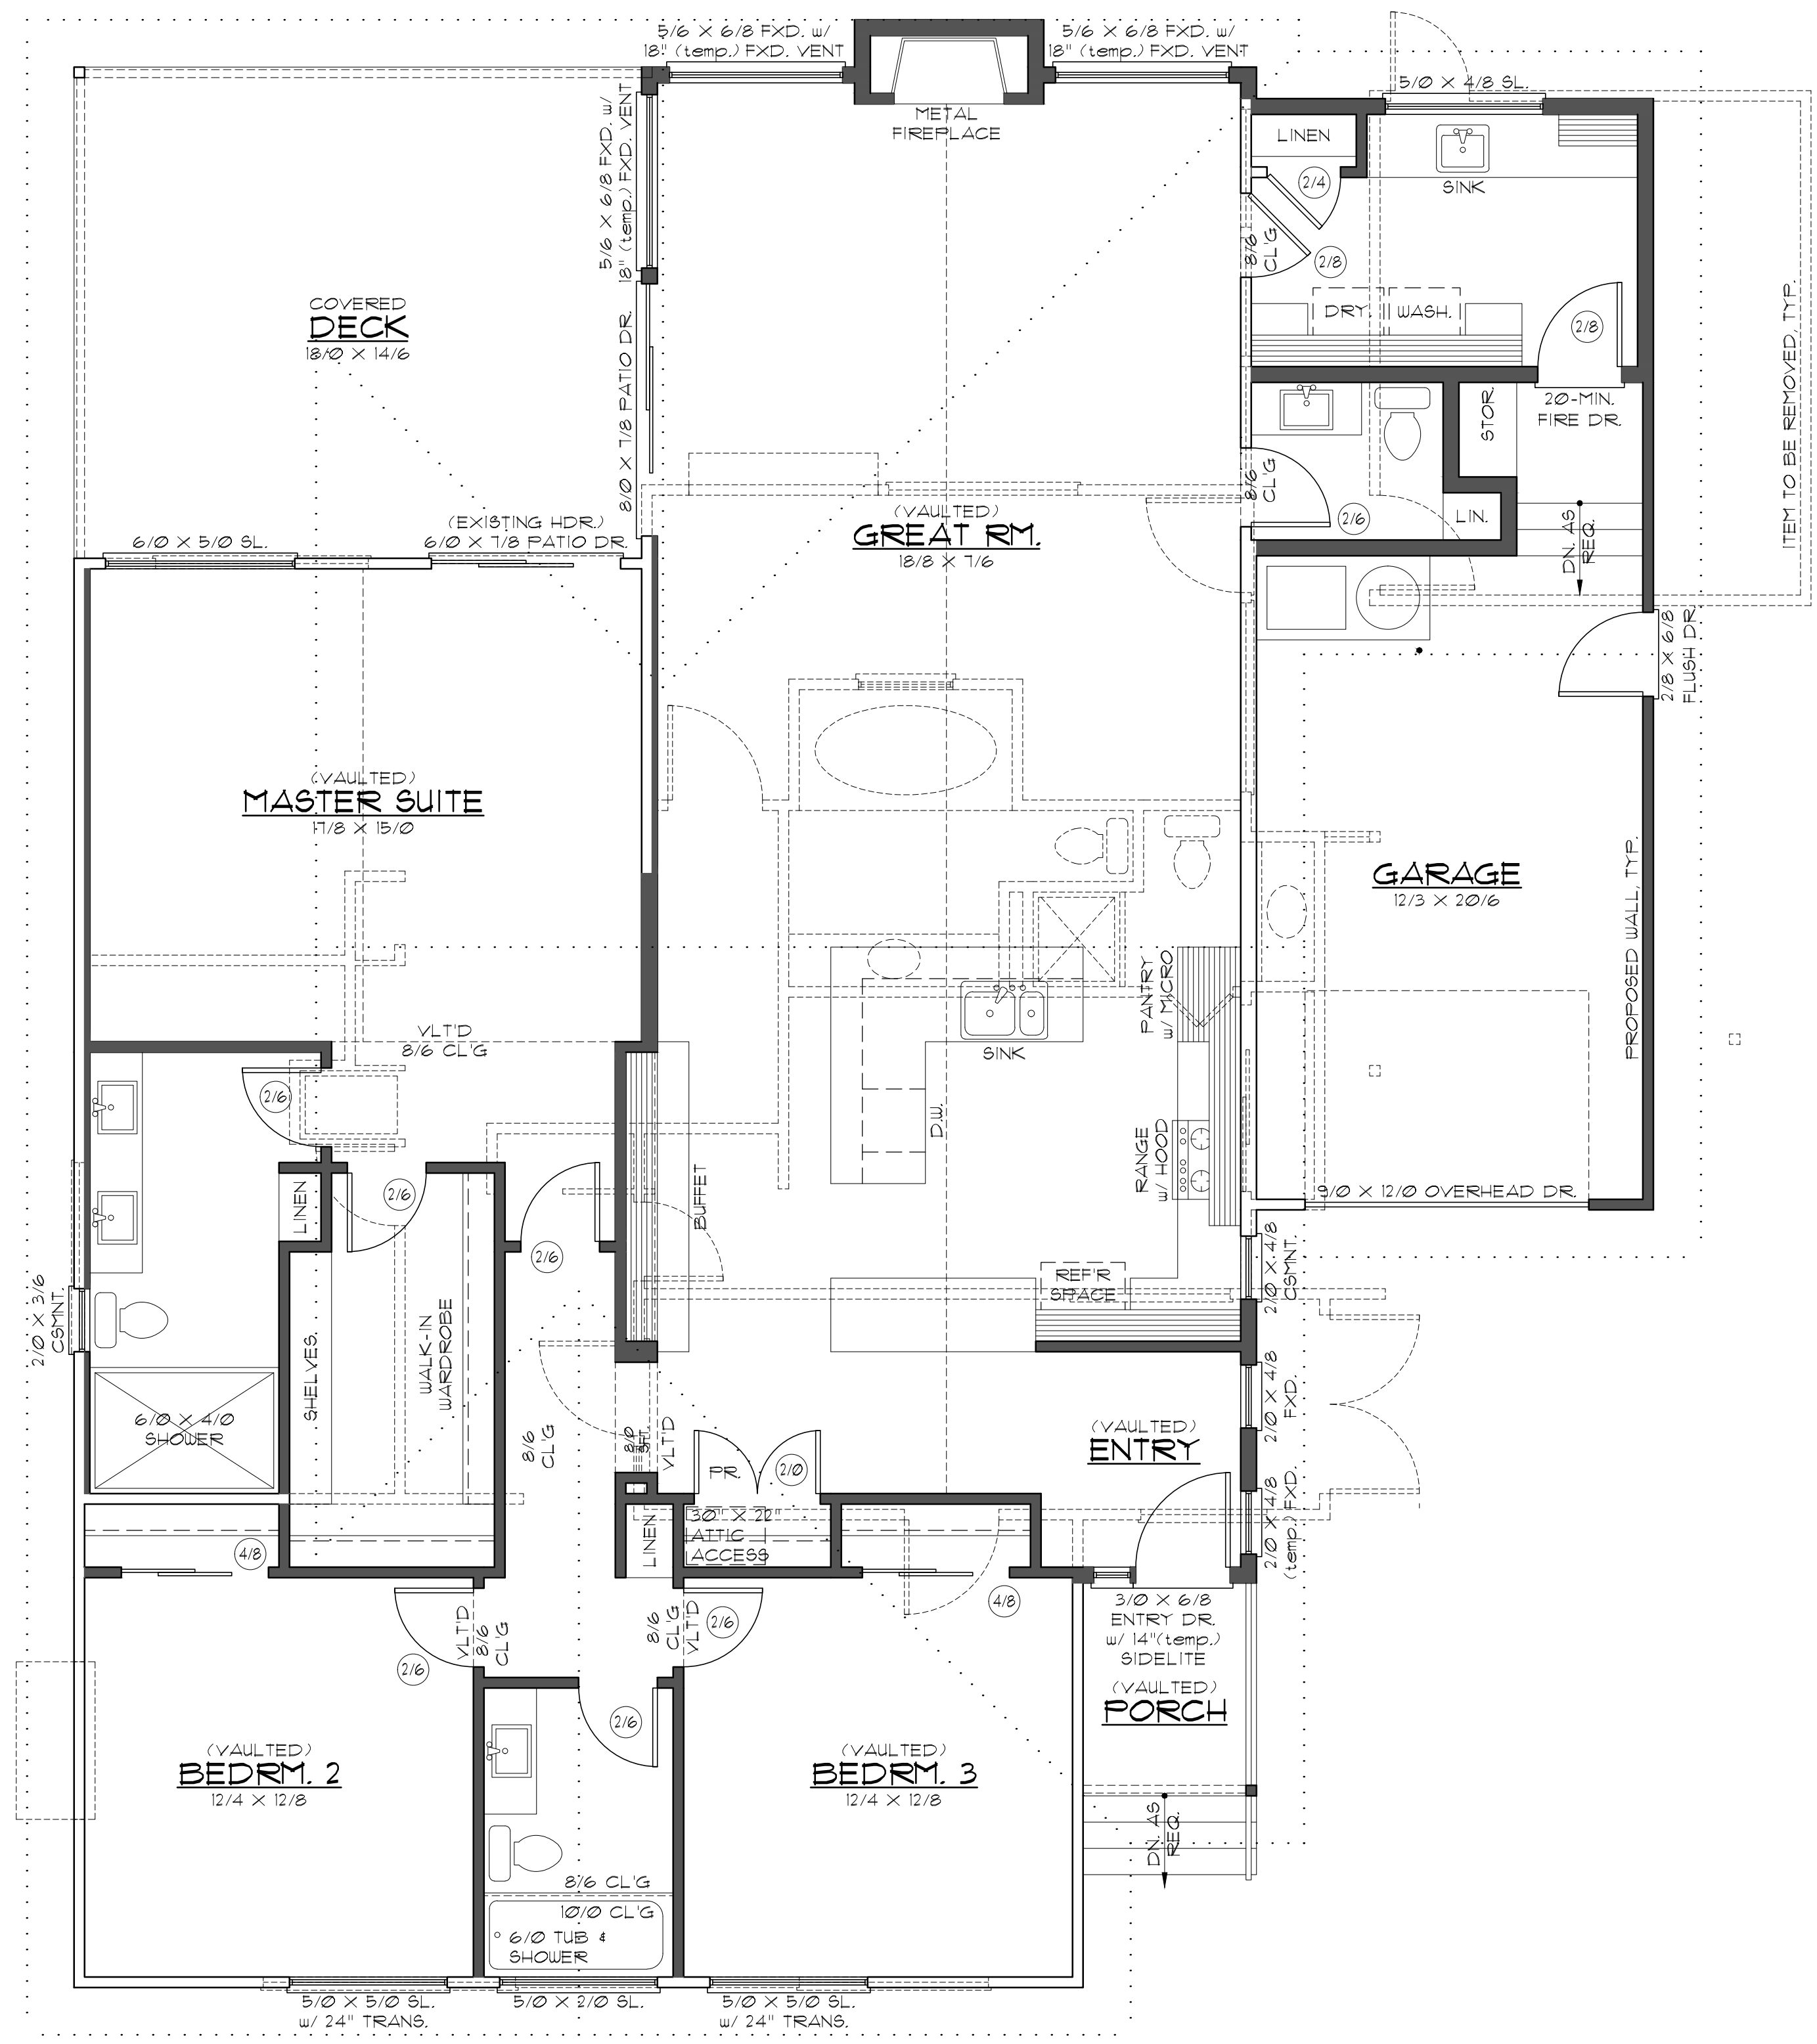 5/6 X 6/8 FXD. w/
18" (temp.) FXD. VENT
5/6 X 6/8 FXD. w/
18" (temp.) FXD. VENT
METAL
FIREPLACE
5/0 X 4/8 SL.
LINEN
2/4
SINK
5/6 X 6/8 FXD. w/
18" (temp.) FXD. VENT
8/6
CL'G
2/8
DRY.
WASH.
2/8
COVERED
DECK
18/0 X 14/6
8/0 X 7/8 PATIO DR.
ITEM TO BE REMOVED, TYP.
STOR.
20-MIN.
FIRE DR.
8/6
CL'G
2/6
LIN.
DN. AS
REQ.
(EXISTING HDR.)
6/0 X 5/0 SL.
6/0 X 7/8 PATIO DR.
(VAULTED)
GREAT RM.
18/8 X 7/6
2/8 X 6/8
FLUSH DR.
(VAULTED)
MASTER SUITE
17/8 X 15/0
GARAGE
12/3 X 20/6
PROPOSED WALL, TYP.
PANTRY
w/ MICRO
VLT'D
8/6 CL'G
SINK
2/6
D.W.
RANGE
w/ HOOD
BUFFET
LINEN
2/6
2/6
9/0 X 12/0 OVERHEAD DR.
REF'R
SPACE
2/0 X 4/8
CSMNT.
2/0 X 3/6
CSMNT.
SHELVES.
WALK-IN
WARDROBE
6/0 X 4/0
SHOWER
8/6
CL'G
8/0
SFT.
VLT'D
PR.
2/0
(VAULTED)
ENTRY
2/0 X 4/8
FXD.
2/0 X 4/8
(temp.) FXD.
4/8
LINEN
30" X 22"
ATTIC
ACCESS
4/8
VLT'D
8/6
CL'G
2/6
8/6
CL'G
VLT'D
2/6
3/0 X 6/8
ENTRY DR.
w/ 14"(temp.)
SIDELITE
(VAULTED)
PORCH
2/6
(VAULTED)
BEDRM. 2
12/4 X 12/8
(VAULTED)
BEDRM. 3
12/4 X 12/8
DN. AS
REQ.
8/6 CL'G
10/0 CL'G
6/0 TUB &
SHOWER
5/0 X 5/0 SL.
w/ 24" TRANS.
5/0 X 2/0 SL.
5/0 X 5/0 SL.
w/ 24" TRANS.